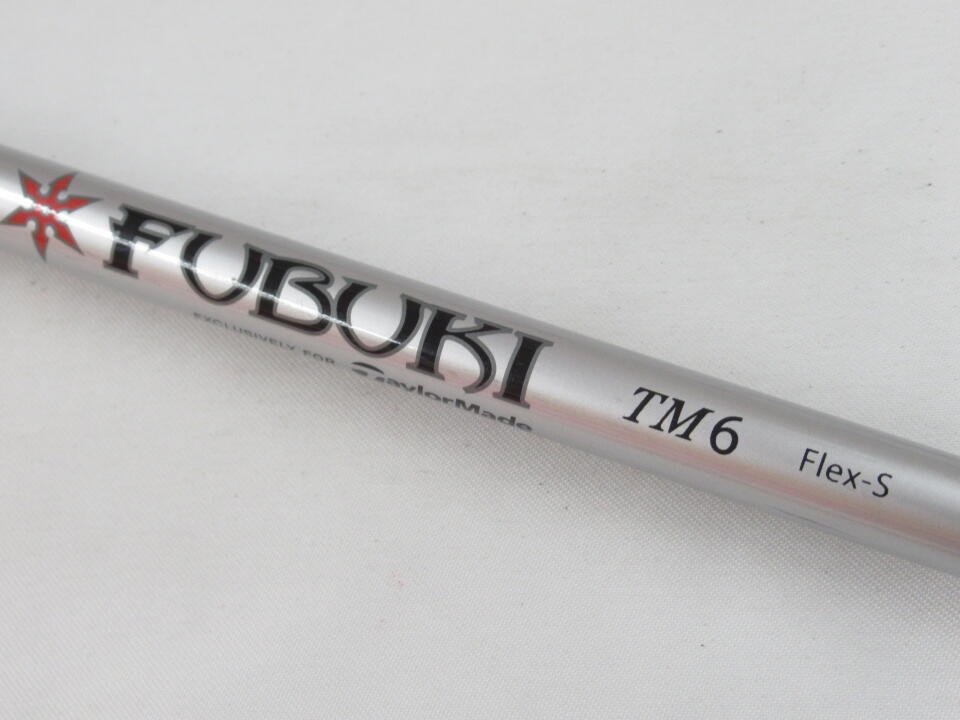 FUBUKI
EXCLUSIVELY FOR TaylorMade
TM6 Flex-S